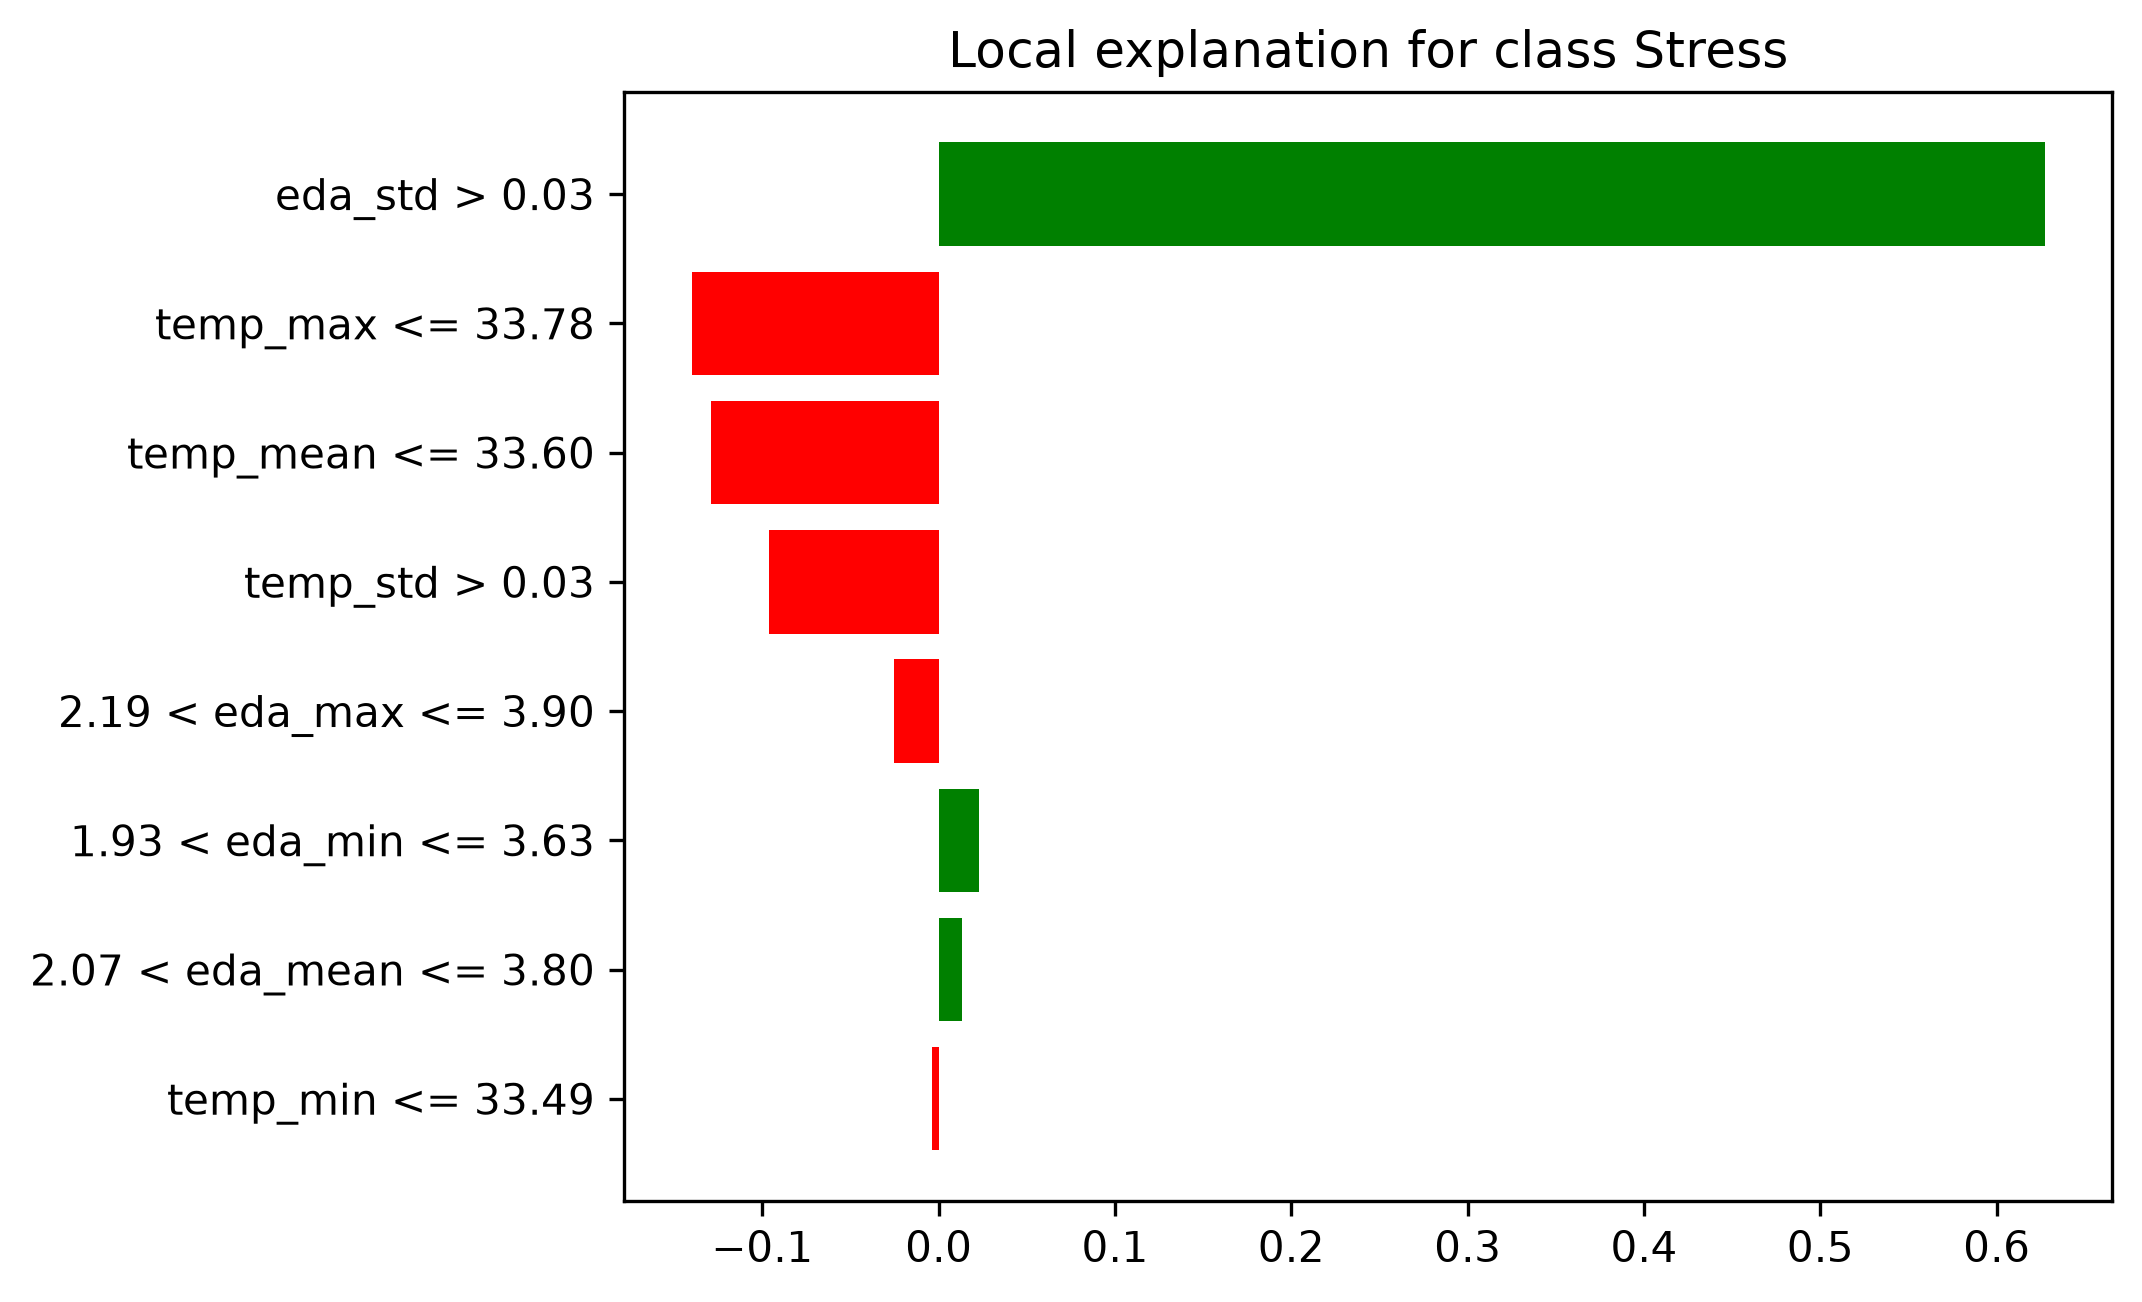 Local explanation for class Stress
eda_std > 0.03
temp_max <= 33.78
temp_mean <= 33.60
temp_std > 0.03
2.19 < eda_max <= 3.90
1.93 < eda_min <= 3.63
2.07 < eda_mean <= 3.80
temp_min <= 33.49
−0.1 0.0 0.1 0.2 0.3 0.4 0.5 0.6